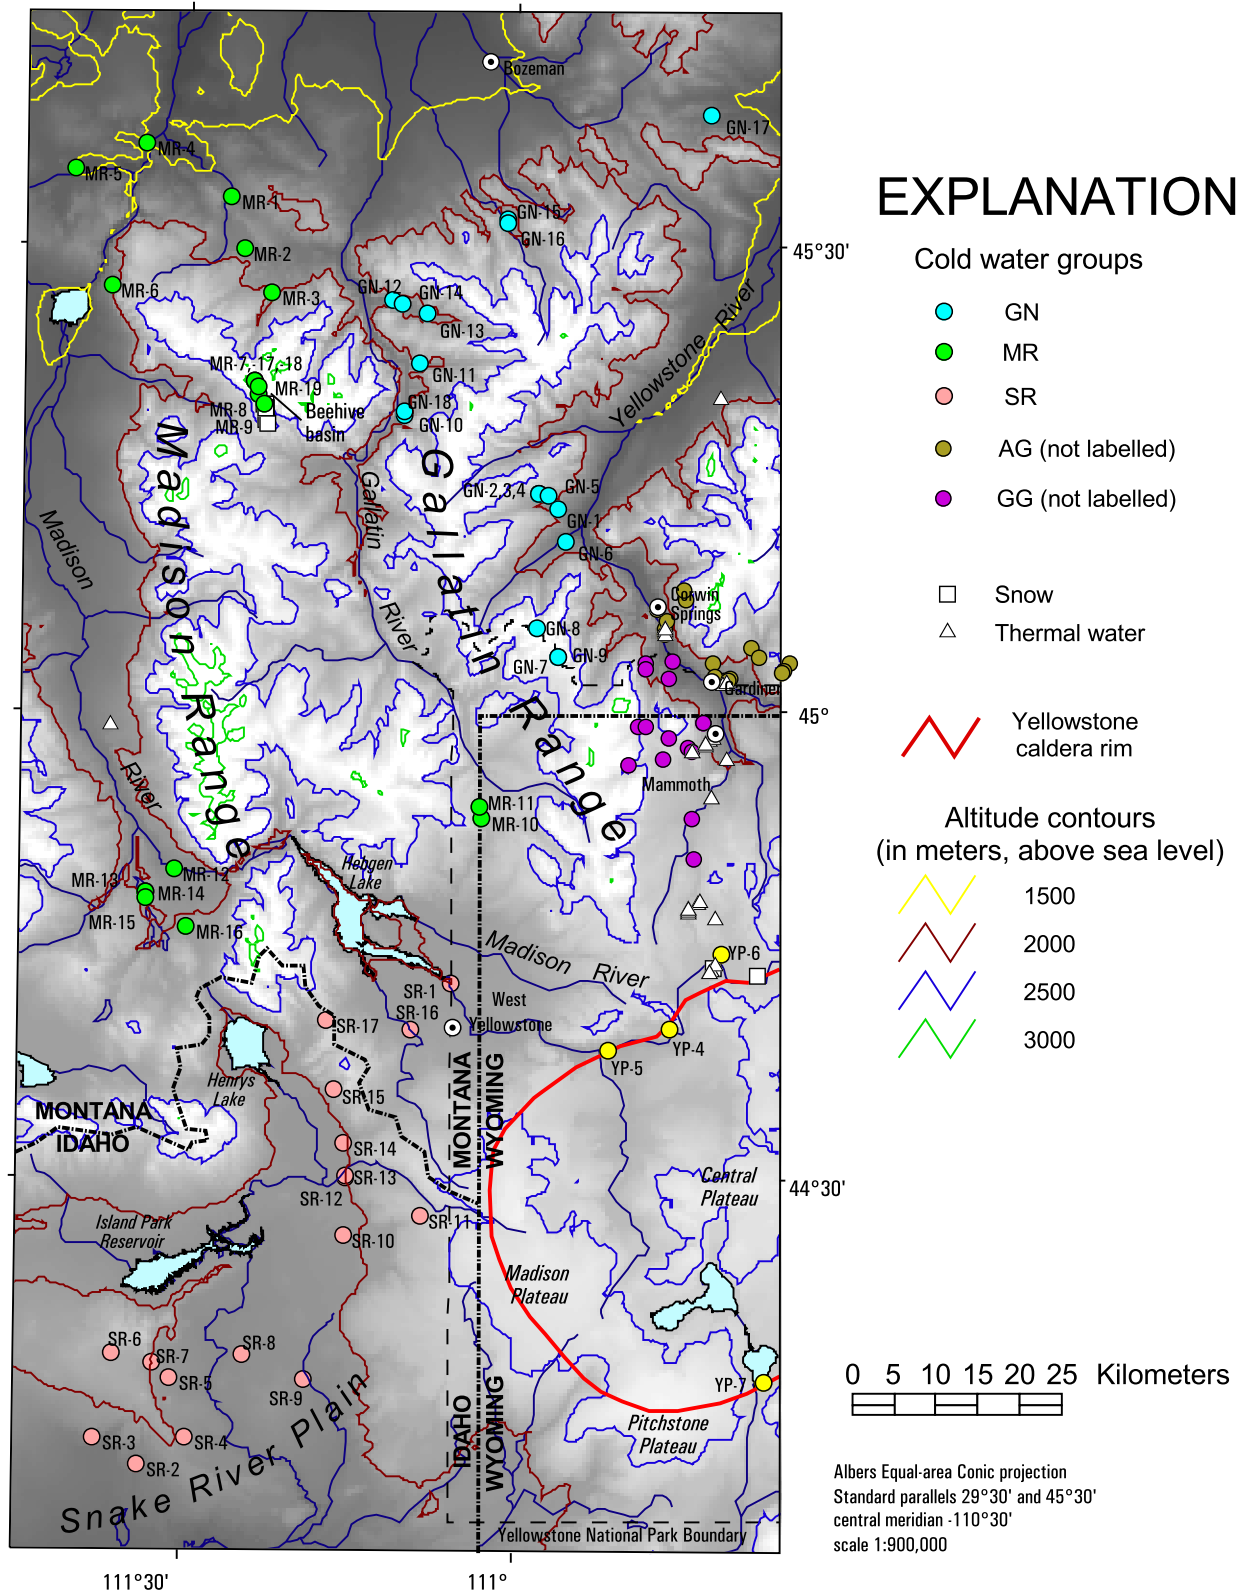 Bozeman
GN-17
MR-4
MR-5
MR-1
GN-15
GN-16
MR-2
45°30'
MR-6
MR-3
GN-12
GN-14
GN-13
Yellowstone River
MR-7,-17,-18
GN-11
MR-19
MR-8
Beehive
basin
MR-9
GN-18
GN-10
Madison Range
Gallatin Range
Gallatin
River
GN-2,3,4
GN-5
GN-1
GN-6
Madison
River
Corwin
Springs
GN-8
GN-7
GN-9
Gardiner
45°
Mammoth
MR-11
MR-10
Hebgen
Lake
MR-13
MR-12
MR-14
MR-15
MR-16
Madison River
YP-6
SR-1
West
Yellowstone
SR-16
SR-17
YP-4
YP-5
Henrys
Lake
SR-15
MONTANA
IDAHO
MONTANA
WYOMING
SR-14
SR-13
SR-12
Central
Plateau
44°30'
SR-11
Island Park
Reservoir
SR-10
Madison
Plateau
SR-6
SR-7
SR-8
SR-5
SR-9
YP-7
SR-3
SR-4
SR-2
Snake River Plain
IDAHO
WYOMING
Pitchstone
Plateau
Yellowstone National Park Boundary
111°30'
111°
EXPLANATION
Cold water groups
GN
MR
SR
AG (not labelled)
GG (not labelled)
Snow
Thermal water
Yellowstone
caldera rim
Altitude contours
(in meters, above sea level)
1500
2000
2500
3000
0 5 10 15 20 25 Kilometers
Albers Equal-area Conic projection
Standard parallels 29°30' and 45°30'
central meridian -110°30'
scale 1:900,000